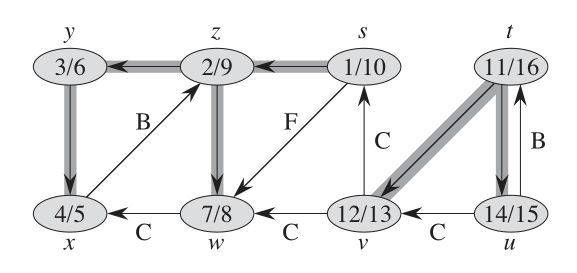 y z s t
3/6 2/9 1/10 11/16
B F C B
4/5 7/8 12/13 14/15
C C C
x w v u